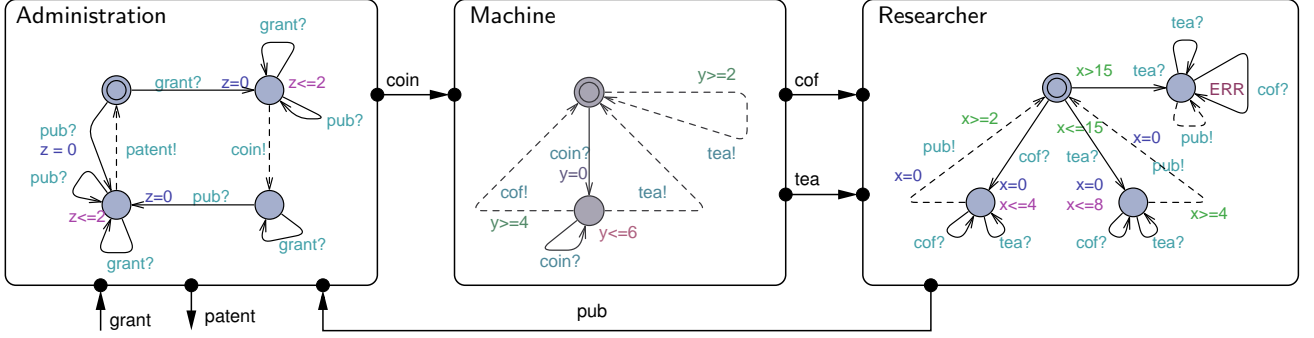 Administration
grant?
grant?
z=0
z<=2
pub?
pub?
z = 0
patent!
coin!
pub?
z<=2
z=0
pub?
grant?
grant?
grant
patent
coin
Machine
y>=2
tea!
coin?
y=0
cof!
tea!
y>=4
y<=6
coin?
cof
tea
pub
Researcher
tea?
x>15
tea?
ERR
cof?
pub!
x>=2
x<=15
x=0
pub!
cof?
tea?
pub!
x=0
x=0
x<=4
x=0
x<=8
x>=4
cof?
tea?
cof?
tea?